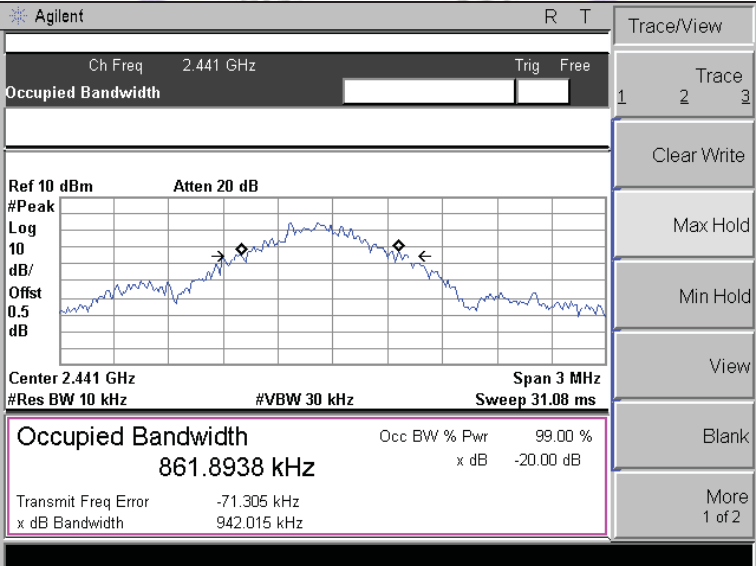 Agilent R T
Trace/View
Ch Freq 2.441 GHz Trig Free
Occupied Bandwidth
Trace
1 2 3
Clear Write
Max Hold
Min Hold
View
Blank
More
1 of 2
Ref 10 dBm Atten 20 dB
#Peak
Log
10
dB/
Offst
0.5
dB
Center 2.441 GHz Span 3 MHz
#Res BW 10 kHz #VBW 30 kHz Sweep 31.08 ms
Occupied Bandwidth Occ BW % Pwr 99.00 %
861.8938 kHz x dB -20.00 dB
Transmit Freq Error -71.305 kHz
x dB Bandwidth 942.015 kHz